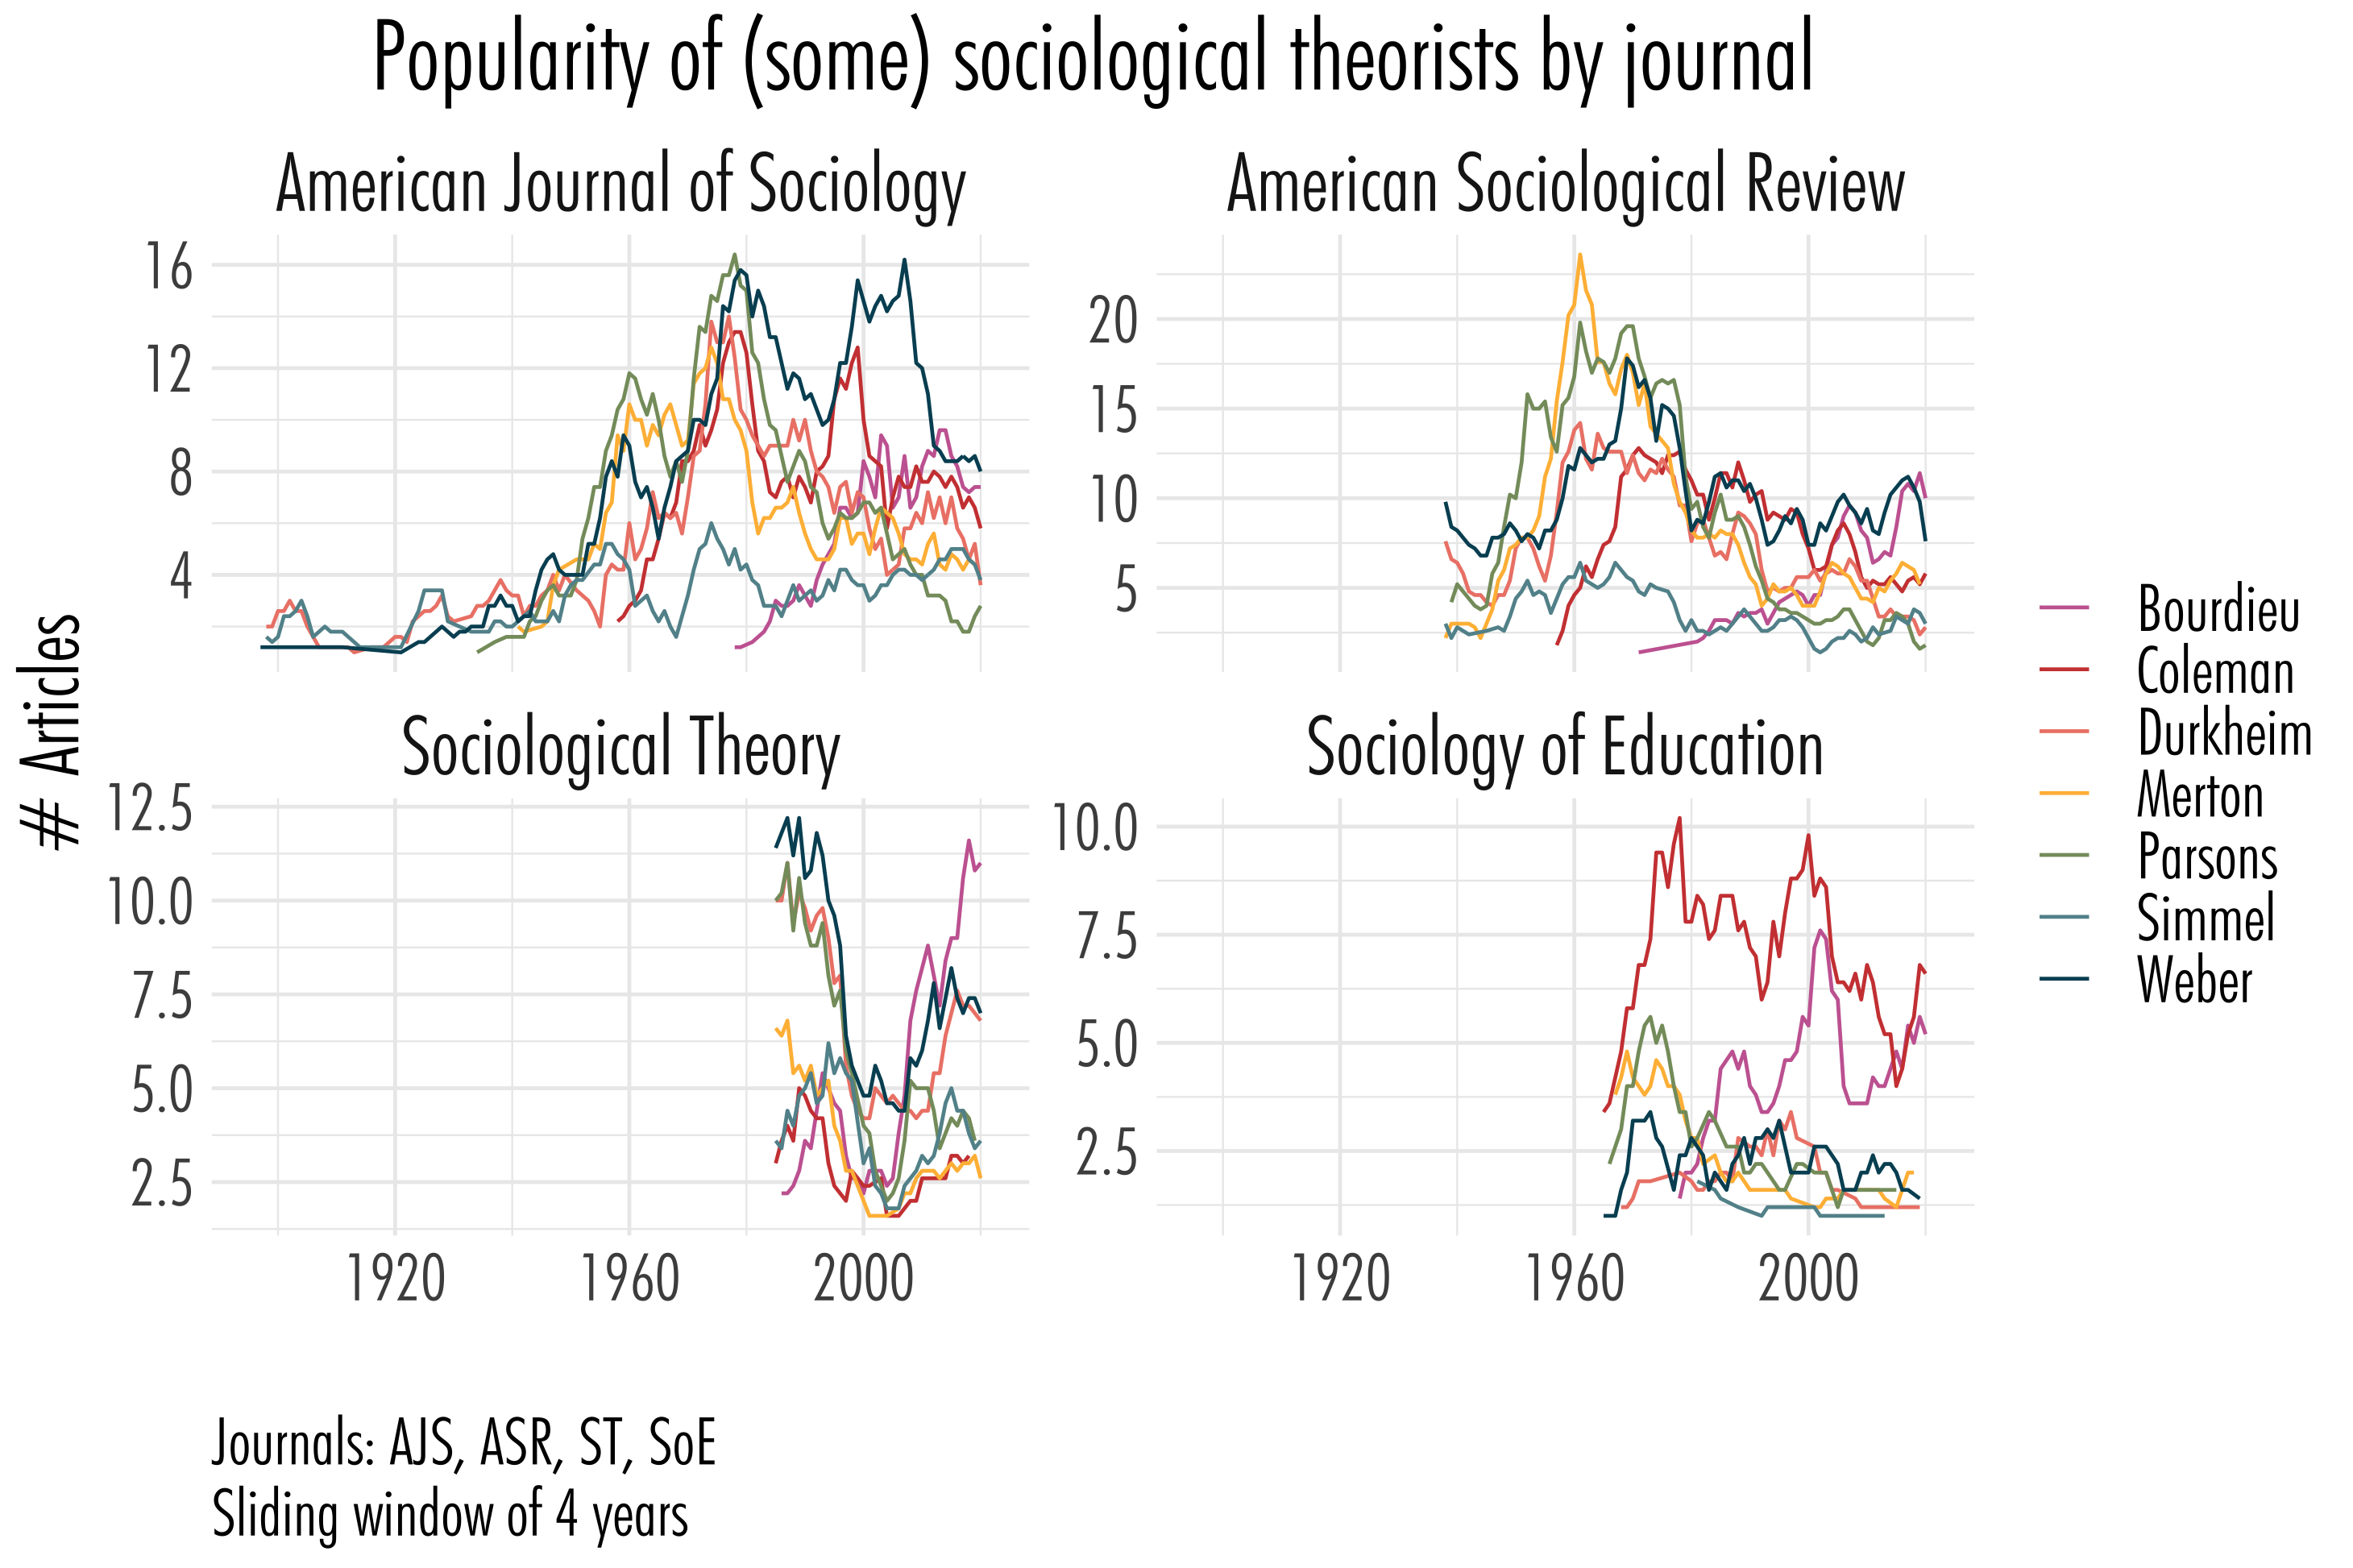 Popularity of (some) sociological theorists by journal
American Journal of Sociology
American Sociological Review
16
12
8
4
20
15
10
5
# Articles
Sociological Theory
Sociology of Education
12.5
10.0
7.5
5.0
2.5
10.0
7.5
5.0
2.5
1920 1960 2000
1920 1960 2000
Bourdieu
Coleman
Durkheim
Merton
Parsons
Simmel
Weber
Journals: AJS, ASR, ST, SoE
Sliding window of 4 years